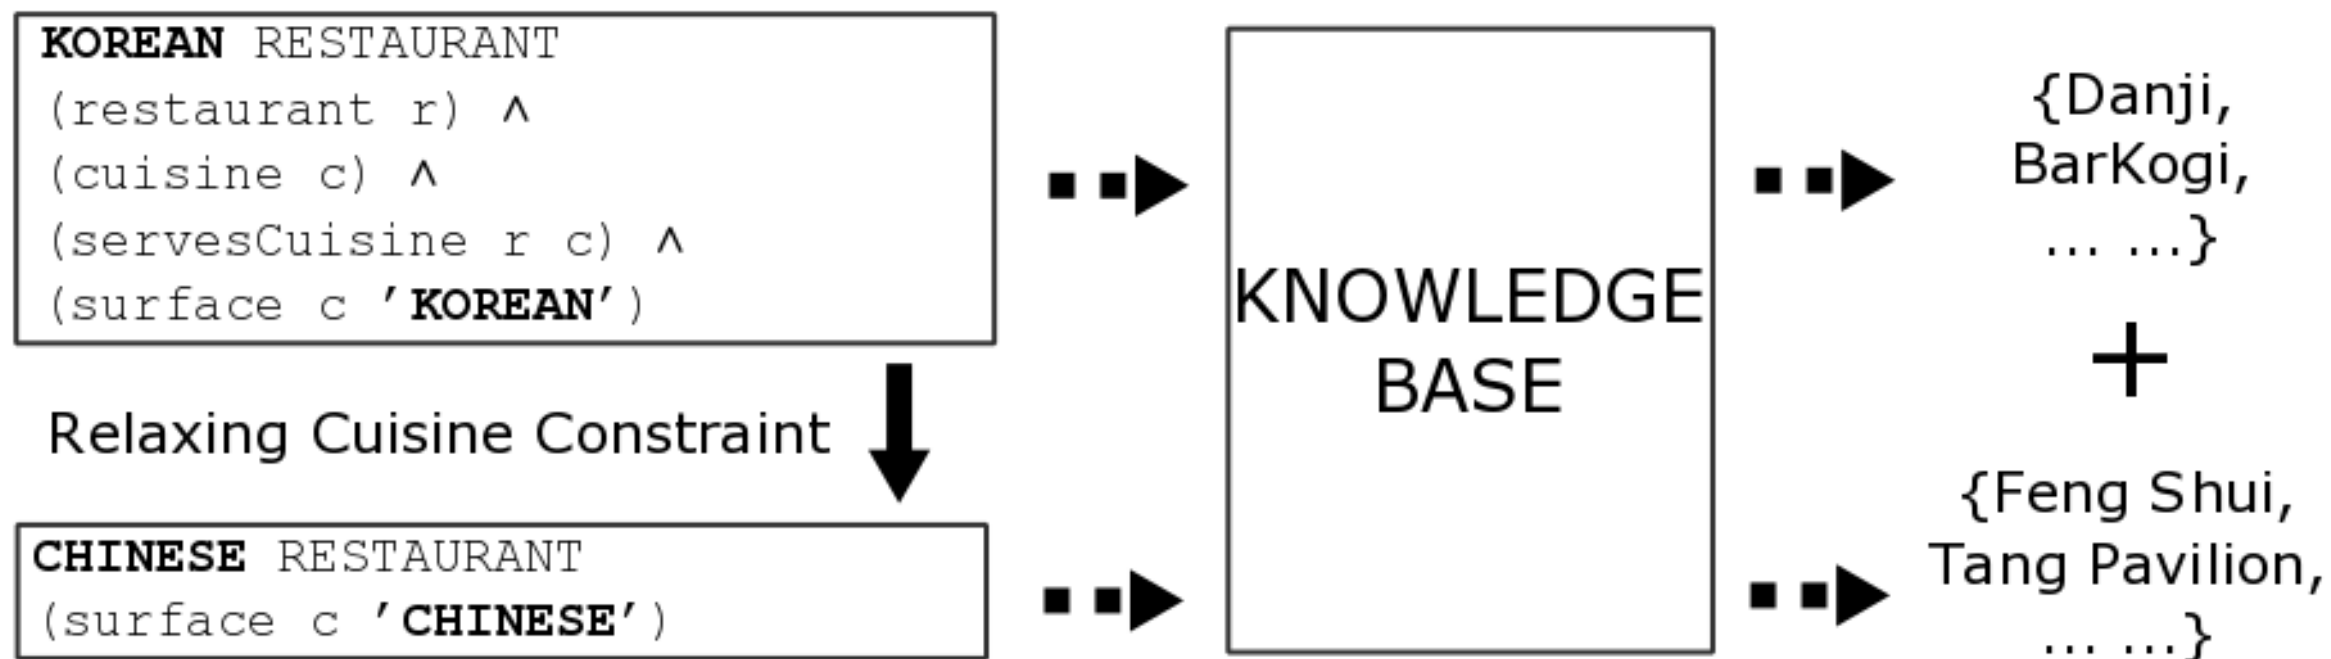 KOREAN RESTAURANT
(restaurant r) ∧
(cuisine c) ∧
(servesCuisine r c) ∧
(surface c 'KOREAN')
Relaxing Cuisine Constraint
CHINESE RESTAURANT
(surface c 'CHINESE')
KNOWLEDGE
BASE
{Danji,
BarKogi,
... ...}
+
{Feng Shui,
Tang Pavilion,
... ...}